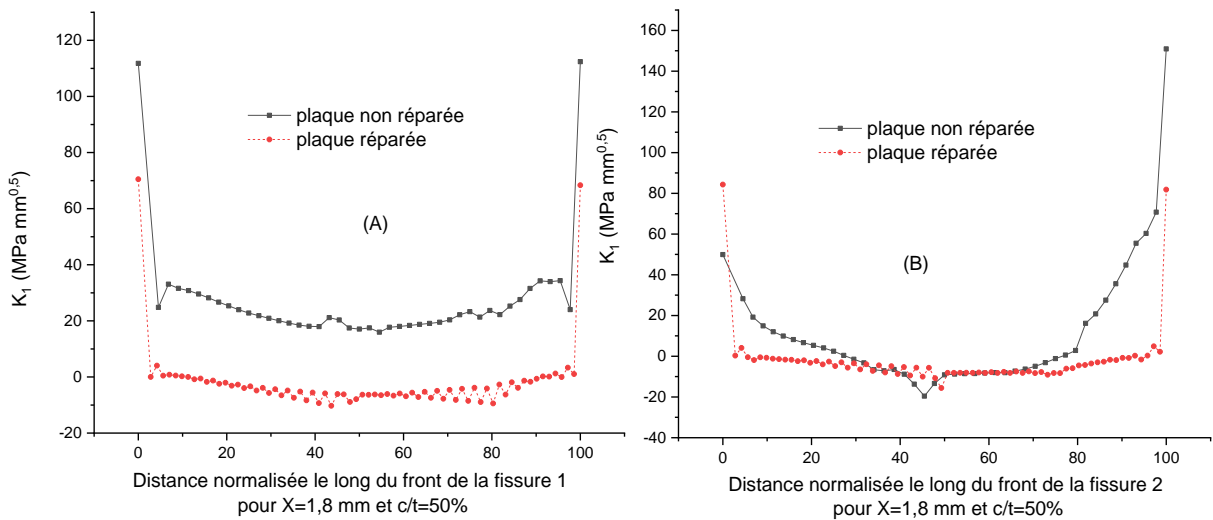 120
100
80
60
40
20
0
-20
K1 (MPa mm0,5)
plaque non réparée
plaque réparée
(A)
0 20 40 60 80 100
Distance normalisée le long du front de la fissure 1
pour X=1,8 mm et c/t=50%
160
140
120
100
80
60
40
20
0
-20
-40
K1 (MPa mm0,5)
plaque non réparée
plaque réparée
(B)
0 20 40 60 80 100
Distance normalisée le long du front de la fissure 2
pour X=1,8 mm et c/t=50%